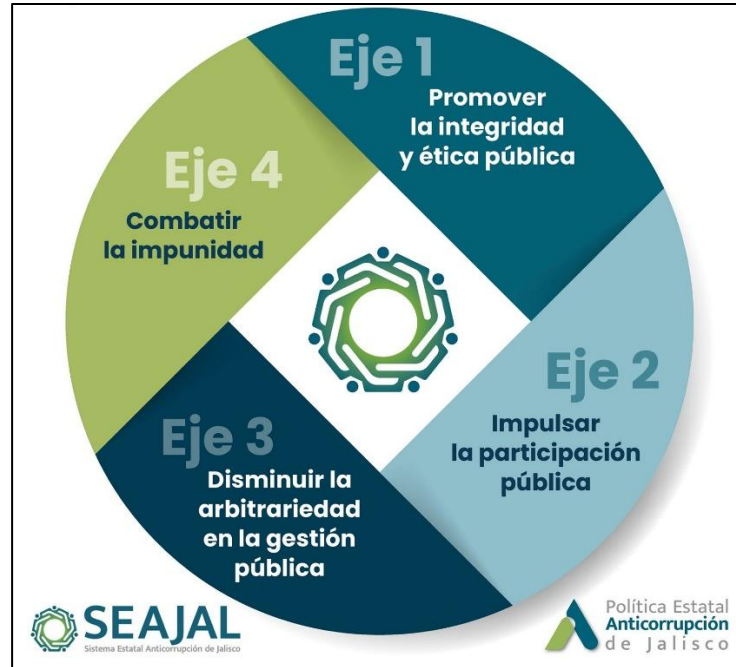 Eje 1
Promover
la integridad
y ética pública
Eje 2
Impulsar
la participación
pública
Eje 3
Disminuir la
arbitrariedad
en la gestión
pública
Eje 4
Combatir
la impunidad
SEAJAL
Sistema Estatal Anticorrupción de Jalisco
Política Estatal
Anticorrupción
de Jalisco